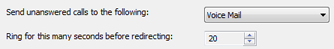 Send unanswered calls to the following: Voice Mail
Ring for this many seconds before redirecting: 20